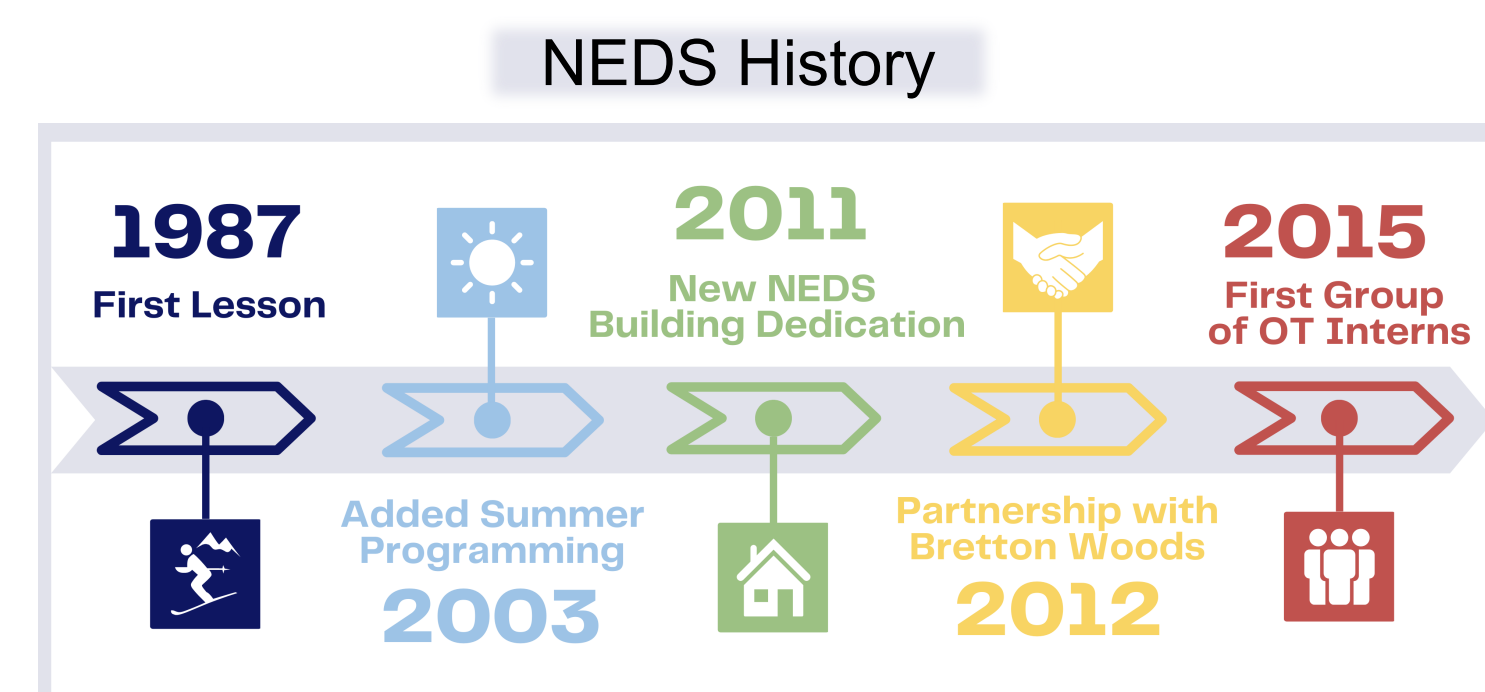 NEDS History
1987
First Lesson
Added Summer
Programming
2003
2011
New NEDS
Building Dedication
Partnership with
Bretton Woods
2012
2015
First Group
of OT Interns